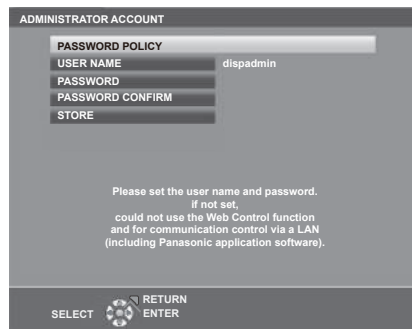 ADMINISTRATOR ACCOUNT
PASSWORD POLICY
USER NAME dispadmin
PASSWORD
PASSWORD CONFIRM
STORE
Please set the user name and password.
if not set,
could not use the Web Control function
and for communication control via a LAN
(including Panasonic application software).
RETURN
SELECT ENTER